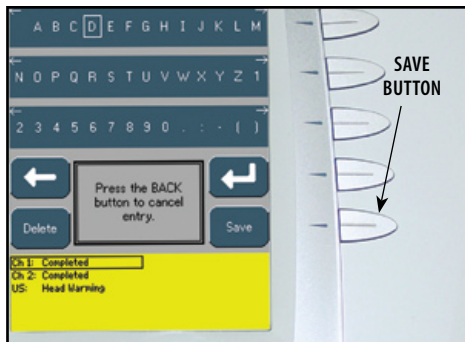 A B C D E F G H I J K L M
N O P Q R S T U V W X Y Z 1
2 3 4 5 6 7 8 9 0 . : - ( )
Press the BACK
button to cancel
entry.
Delete
Save
Ch 1: Completed
Ch 2: Completed
US: Head Warming
SAVE
BUTTON